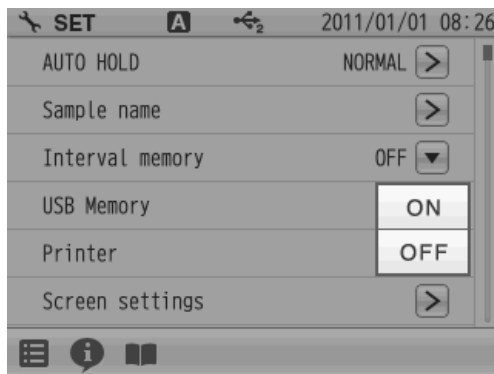 SET A 2 2011/01/01 08:26
AUTO HOLD NORMAL >
Sample name >
Interval memory OFF ▼
USB Memory ON
Printer OFF
Screen settings >